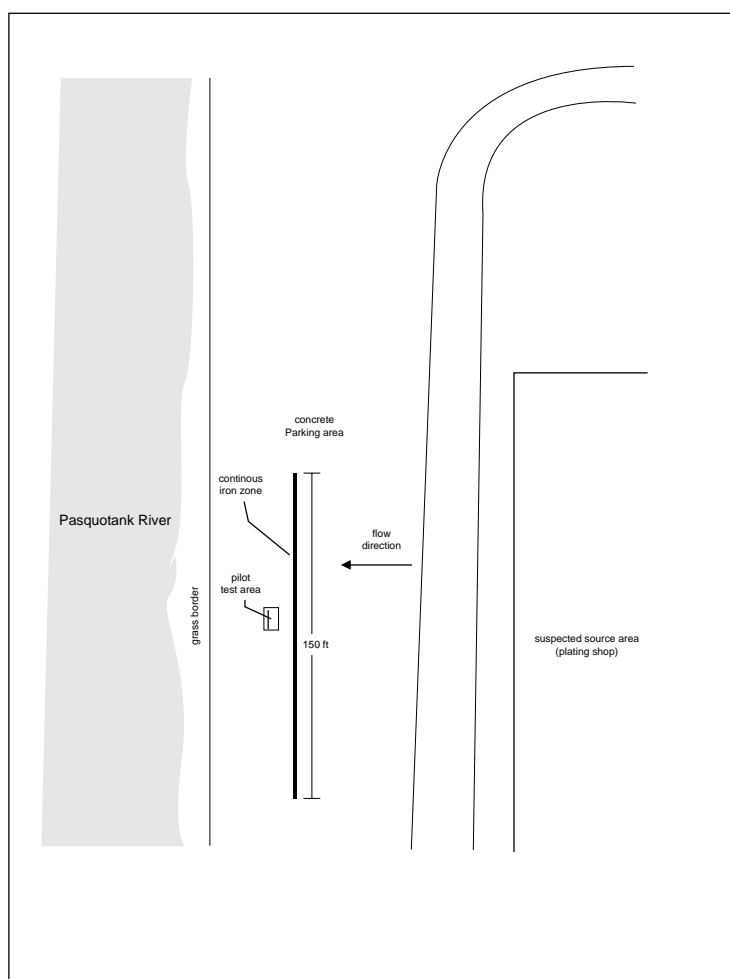 concrete
Parking area
continous
iron zone
flow
direction
Pasquotank River
pilot
test area
grass border
150 ft
suspected source area
(plating shop)